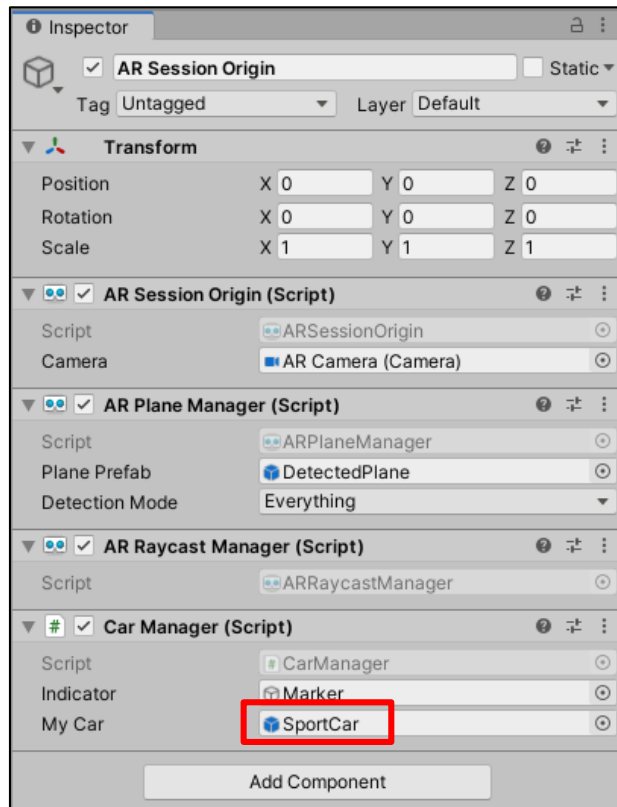 Inspector
AR Session Origin Static
Tag Untagged Layer Default
Transform
Position X 0 Y 0 Z 0
Rotation X 0 Y 0 Z 0
Scale X 1 Y 1 Z 1
AR Session Origin (Script)
Script ARSessionOrigin
Camera AR Camera (Camera)
AR Plane Manager (Script)
Script ARPlaneManager
Plane Prefab DetectedPlane
Detection Mode Everything
AR Raycast Manager (Script)
Script ARRaycastManager
# Car Manager (Script)
Script # CarManager
Indicator Marker
My Car SportCar
Add Component